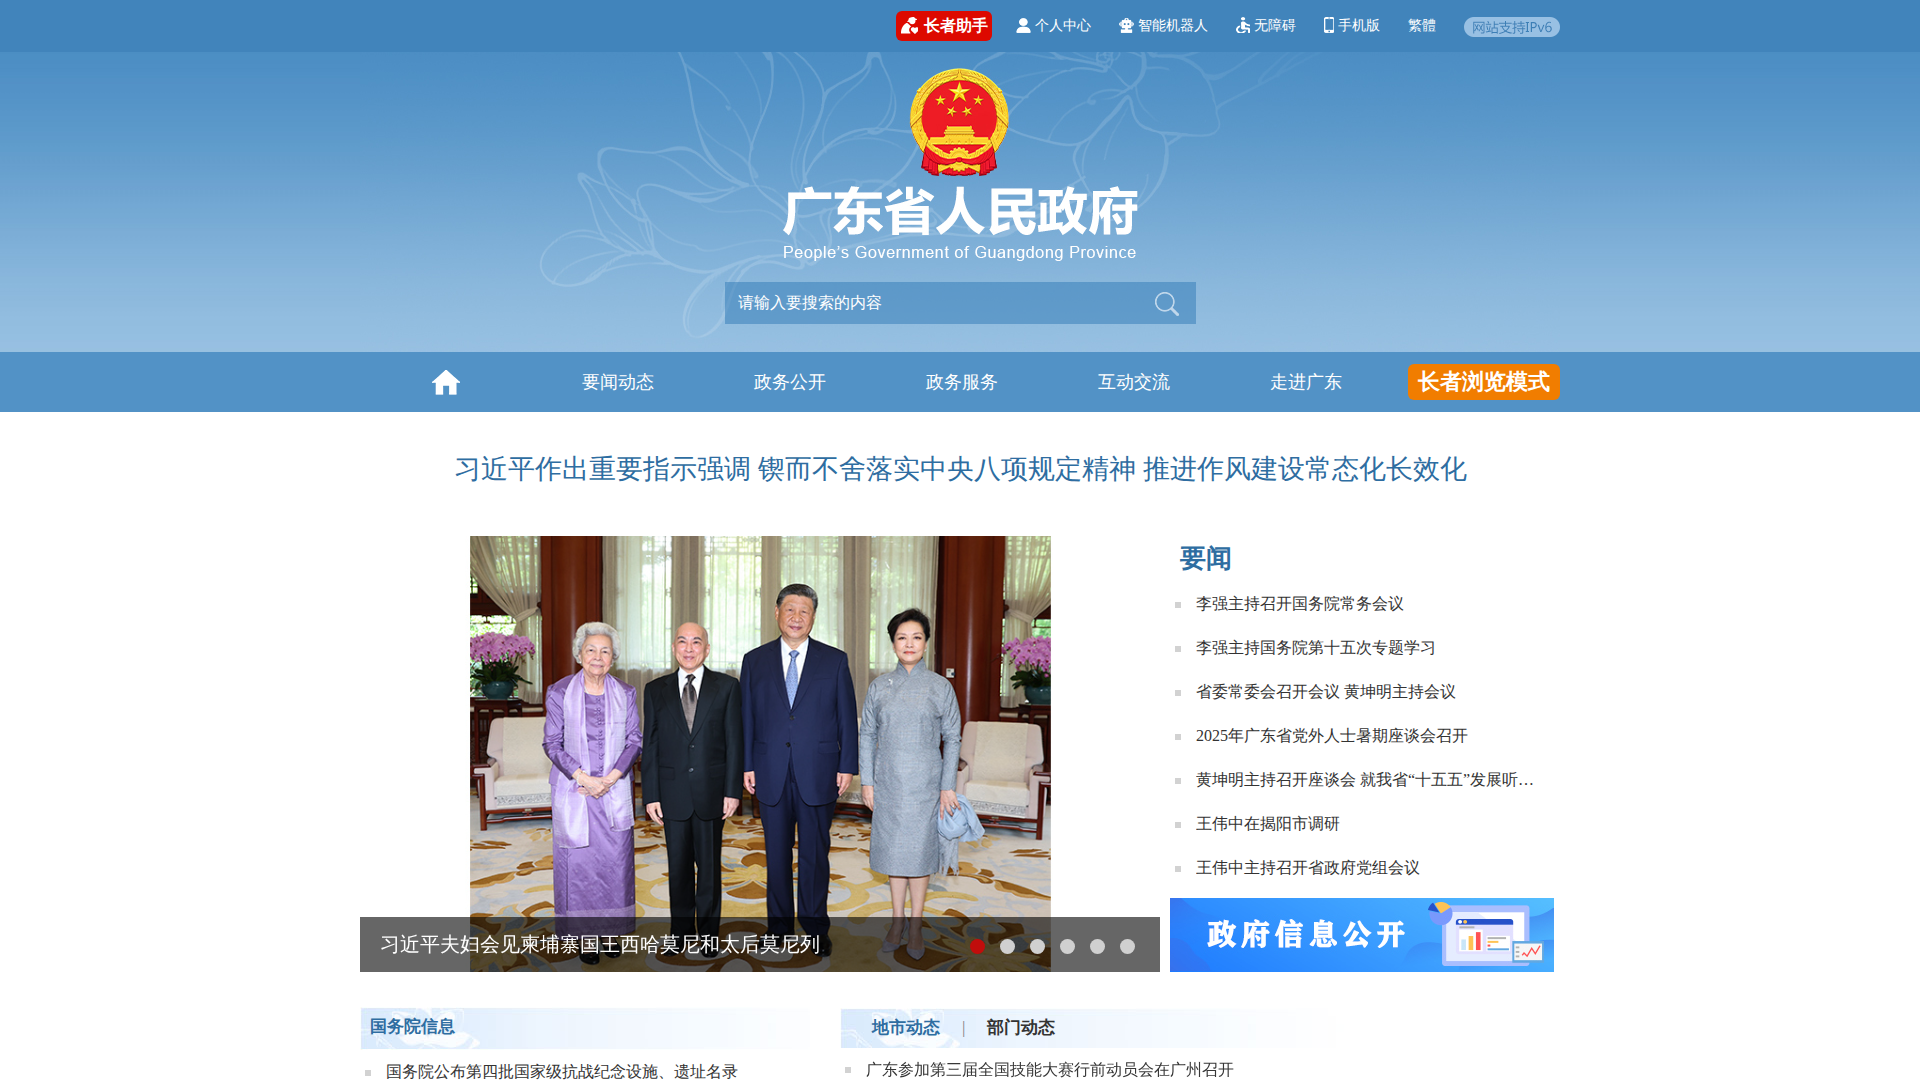 长者助手 个人中心 智能机器人 无障碍 手机版 繁體 网站支持IPv6
广东省人民政府
People's Government of Guangdong Province
请输入要搜索的内容
要闻动态 政务公开 政务服务 互动交流 走进广东 长者浏览模式
习近平作出重要指示强调 锲而不舍落实中央八项规定精神 推进作风建设常态化长效化
习近平夫妇会见柬埔寨国王西哈莫尼和太后莫尼列
要闻
李强主持召开国务院常务会议
李强主持国务院第十五次专题学习
省委常委会召开会议 黄坤明主持会议
2025年广东省党外人士暑期座谈会召开
黄坤明主持召开座谈会 就我省“十五五”发展听…
王伟中在揭阳市调研
王伟中主持召开省政府党组会议
政府信息公开
国务院信息
国务院公布第四批国家级抗战纪念设施、遗址名录
地市动态 | 部门动态
广东参加第三届全国技能大赛行前动员会在广州召开